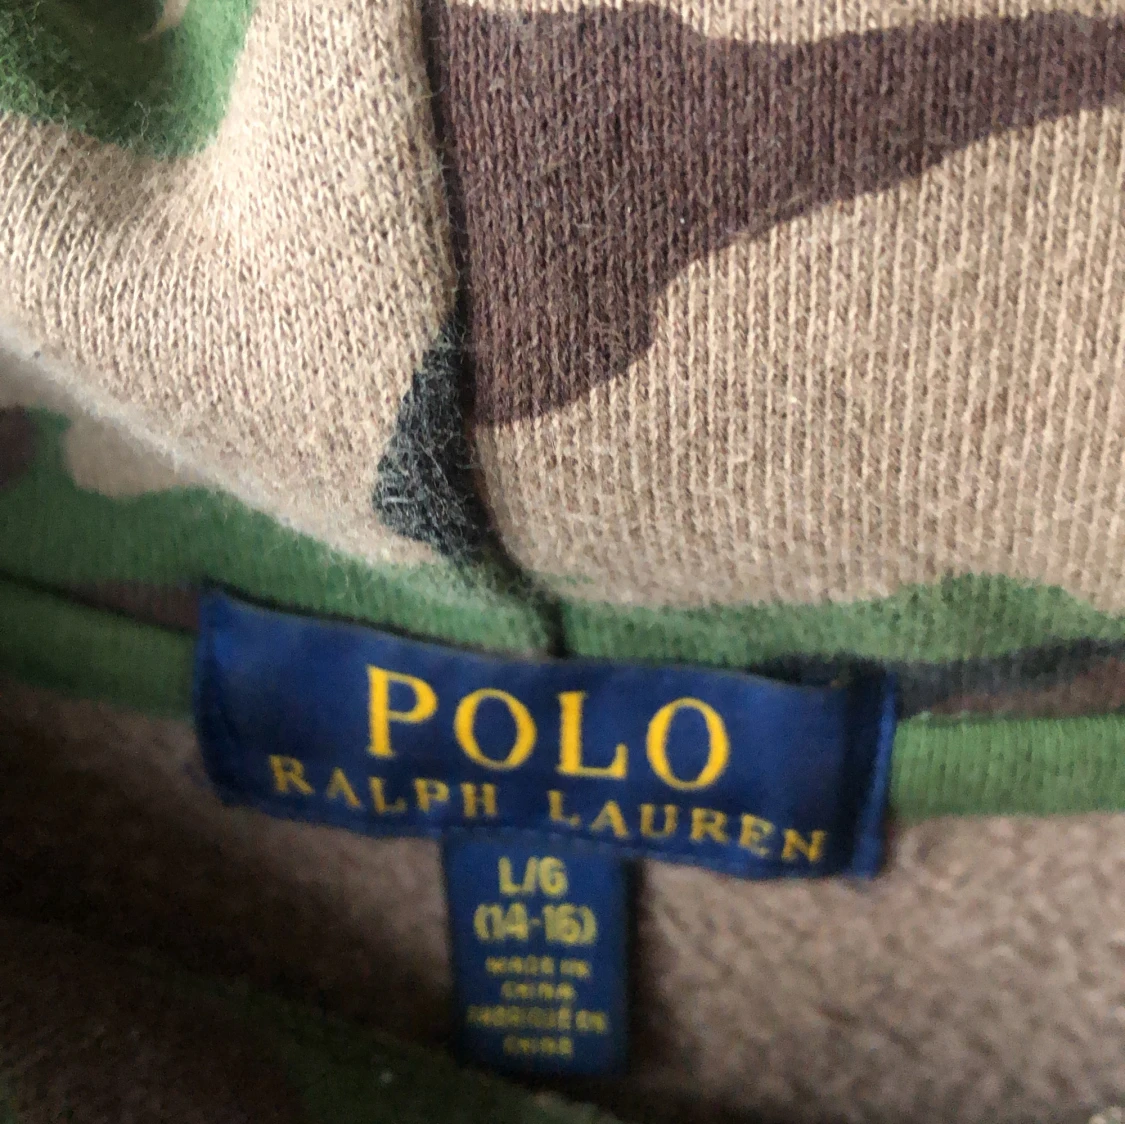 POLO
RALPH LAUREN
L/G
(14-16)
MADE IN
CHINA
FABRIQUÉ EN
CHINE